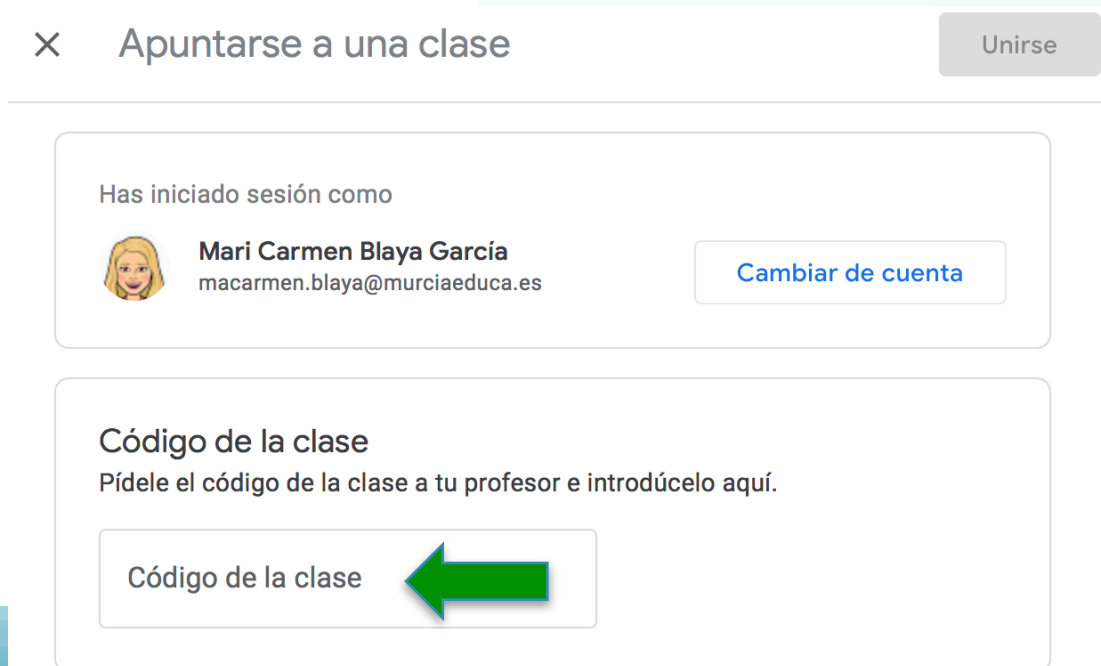 Apuntarse a una clase
Unirse
Has iniciado sesión como
Mari Carmen Blaya García
macarmen.blaya@murciaeduca.es
Cambiar de cuenta
Código de la clase
Pídele el código de la clase a tu profesor e introdúcelo aquí.
Código de la clase